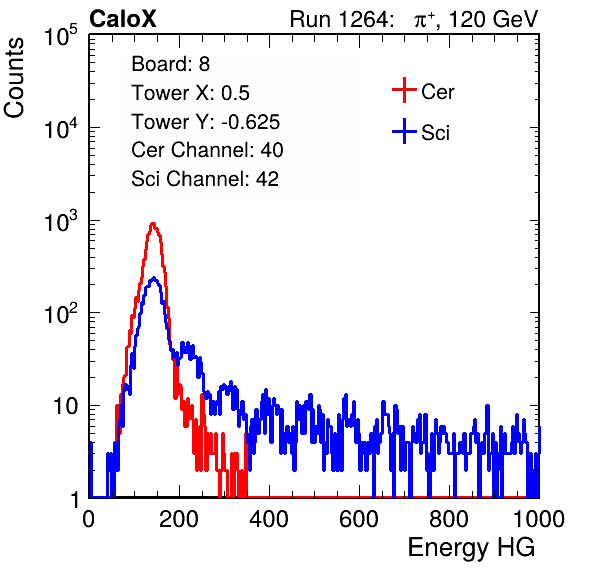 CaloX Run 1264: π⁺, 120 GeV
Counts
10⁵
10⁴
10³
10²
10
1
Board: 8
Tower X: 0.5
Tower Y: -0.625
Cer Channel: 40
Sci Channel: 42
Cer
Sci
0 200 400 600 800 1000
Energy HG